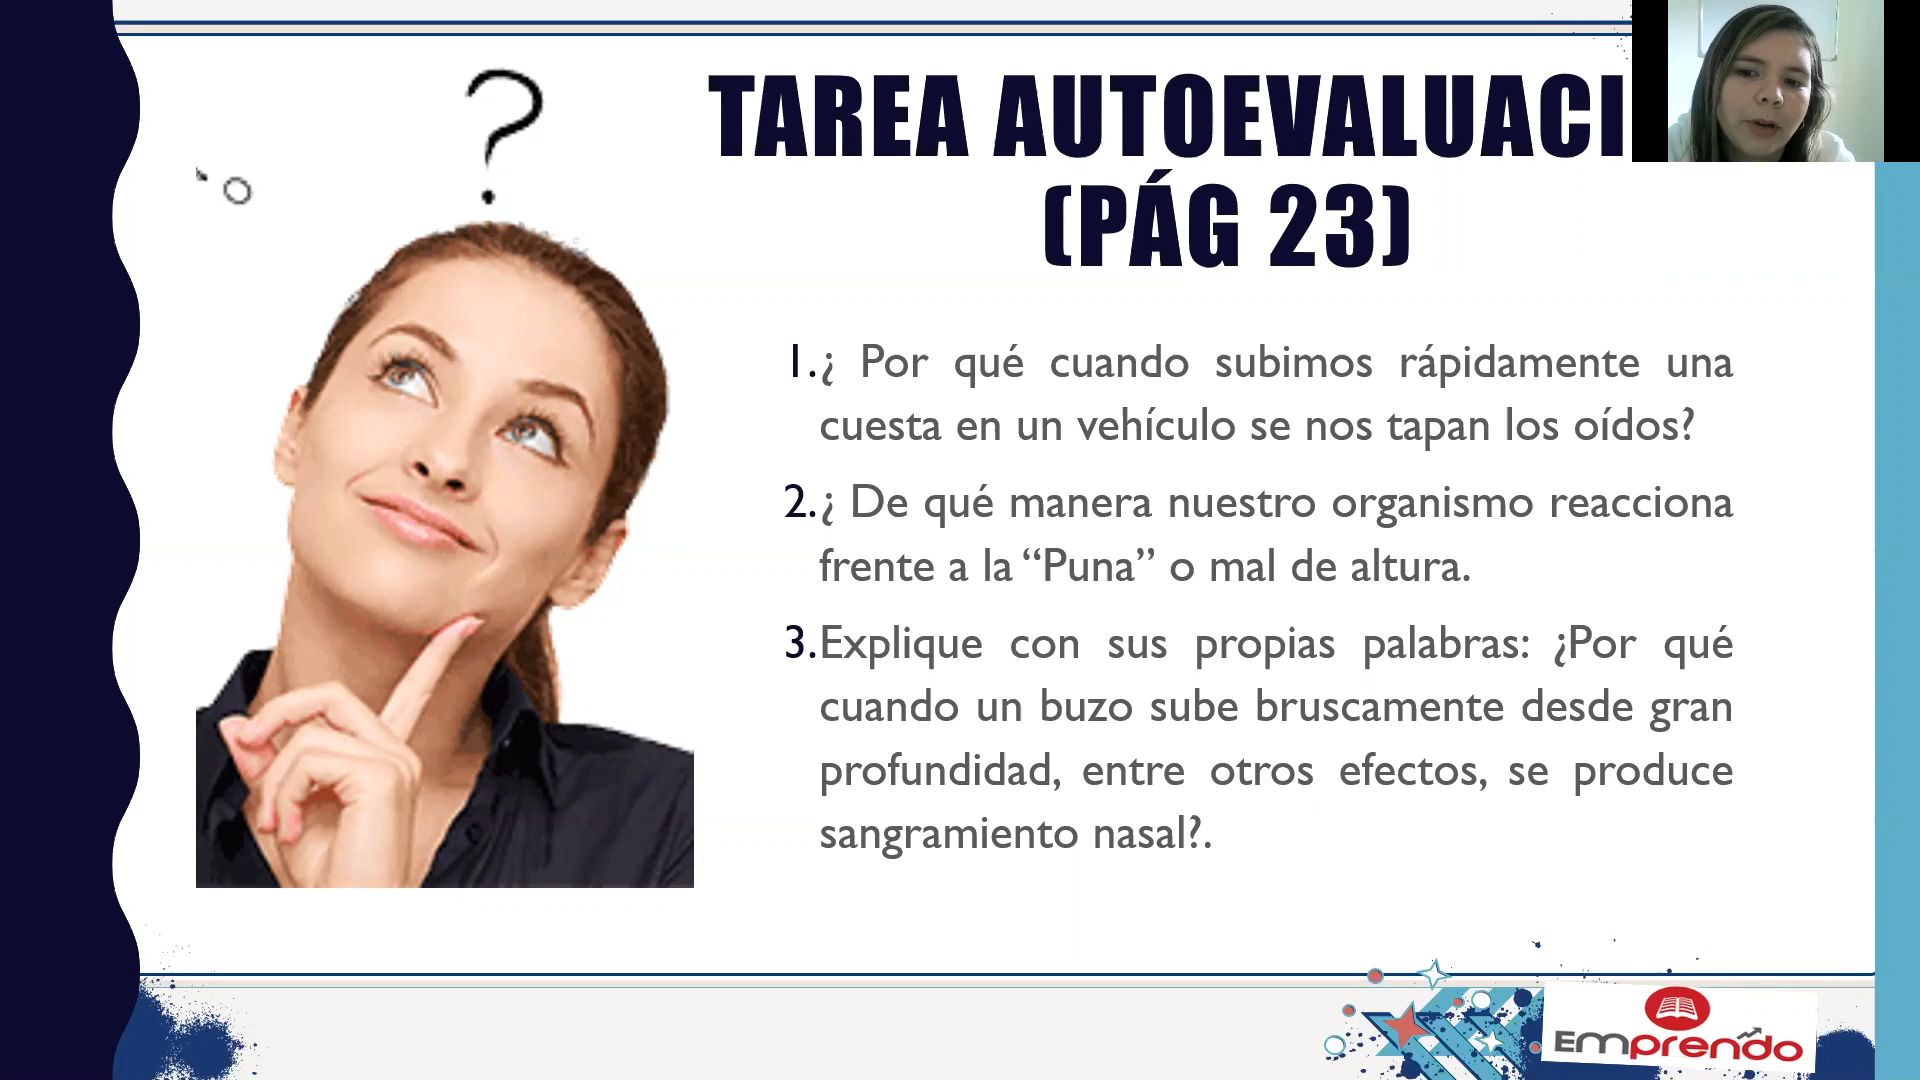 ?
TAREA AUTOEVALUACI
(PÁG 23)
1.¿ Por qué cuando subimos rápidamente una
cuesta en un vehículo se nos tapan los oídos?
2.¿ De qué manera nuestro organismo reacciona
frente a la “Puna” o mal de altura.
3.Explique con sus propias palabras: ¿Por qué
cuando un buzo sube bruscamente desde gran
profundidad, entre otros efectos, se produce
sangramiento nasal?.
Emprendo